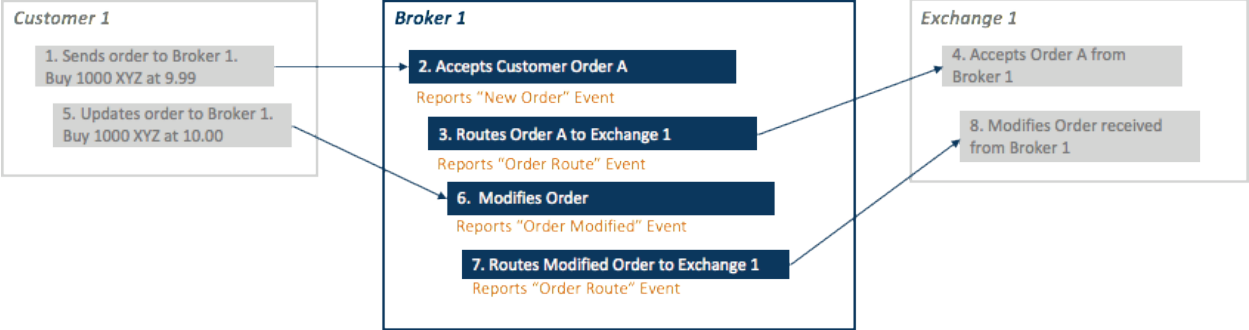 Customer 1
1. Sends order to Broker 1.
Buy 1000 XYZ at 9.99
5. Updates order to Broker 1.
Buy 1000 XYZ at 10.00
Broker 1
2. Accepts Customer Order A
Reports "New Order" Event
3. Routes Order A to Exchange 1
Reports "Order Route" Event
6. Modifies Order
Reports "Order Modified" Event
7. Routes Modified Order to Exchange 1
Reports "Order Route" Event
Exchange 1
4. Accepts Order A from
Broker 1
8. Modifies Order received
from Broker 1